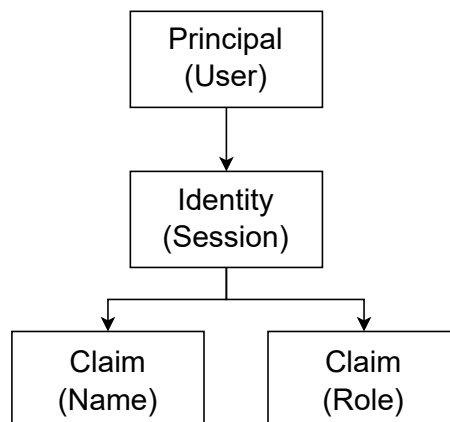 Principal
(User)
Identity
(Session)
Claim
(Name)
Claim
(Role)